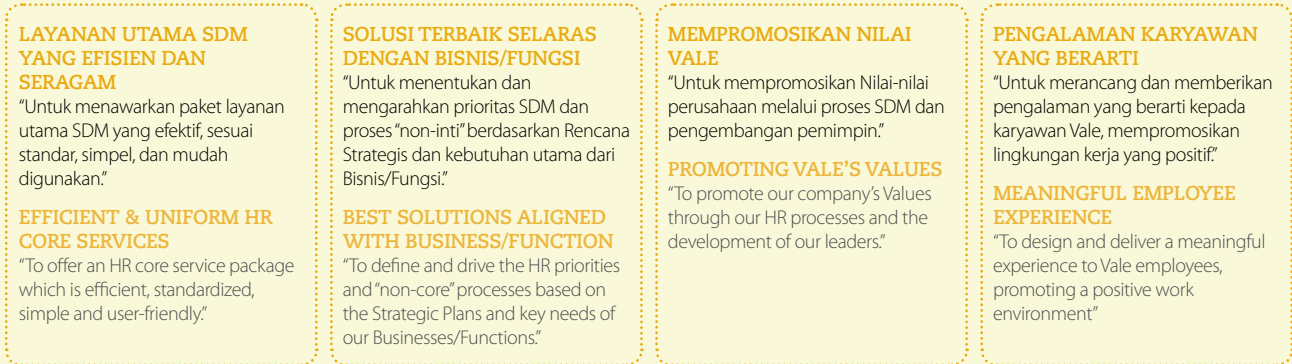 LAYANAN UTAMA SDM
YANG EFISIEN DAN
SERAGAM
“Untuk menawarkan paket layanan
utama SDM yang efektif, sesuai
standar, simpel, dan mudah
digunakan.”
EFFICIENT & UNIFORM HR
CORE SERVICES
“To offer an HR core service package
which is efficient, standardized,
simple and user-friendly.”
SOLUSI TERBAIK SELARAS
DENGAN BISNIS/FUNGSI
“Untuk menentukan dan
mengarahkan prioritas SDM dan
proses “non-inti” berdasarkan Rencana
Strategis dan kebutuhan utama dari
Bisnis/Fungsi.”
BEST SOLUTIONS ALIGNED
WITH BUSINESS/FUNCTION
“To define and drive the HR priorities
and “non-core” processes based on
the Strategic Plans and key needs of
our Businesses/Functions.”
MEMPROMOSIKAN NILAI
VALE
“Untuk mempromosikan Nilai-nilai
perusahaan melalui proses SDM dan
pengembangan pemimpin.”
PROMOTING VALE’S VALUES
“To promote our company’s Values
through our HR processes and the
development of our leaders.”
PENGALAMAN KARYAWAN
YANG BERARTI
“Untuk merancang dan memberikan
pengalaman yang berarti kepada
karyawan Vale, mempromosikan
lingkungan kerja yang positif.”
MEANINGFUL EMPLOYEE
EXPERIENCE
“To design and deliver a meaningful
experience to Vale employees,
promoting a positive work
environment”